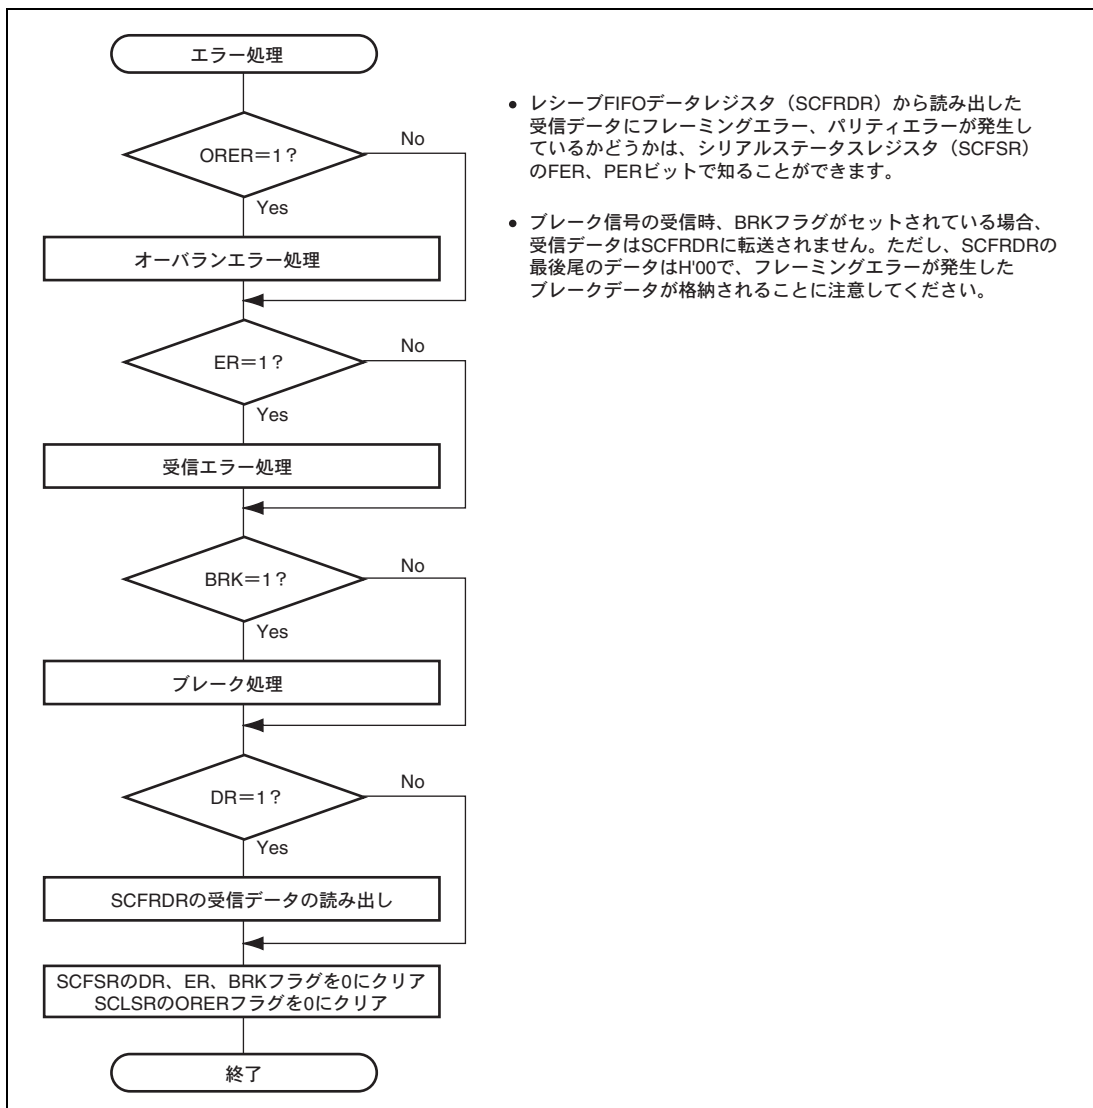 エラー処理
ORER＝1？
No
Yes
オーバランエラー処理
ER＝1？
No
Yes
受信エラー処理
BRK＝1？
No
Yes
ブレーク処理
DR＝1？
No
Yes
SCFRDRの受信データの読み出し
SCFSRのDR、ER、BRKフラグを0にクリア
SCLSRのORERフラグを0にクリア
終了
• レシーブFIFOデータレジスタ（SCFRDR）から読み出した
受信データにフレーミングエラー、パリティエラーが発生し
ているかどうかは、シリアルステータスレジスタ（SCFSR）
のFER、PERビットで知ることができます。
• ブレーク信号の受信時、BRKフラグがセットされている場合、
受信データはSCFRDRに転送されません。ただし、SCFRDRの
最後尾のデータはH'00で、フレーミングエラーが発生した
ブレークデータが格納されることに注意してください。